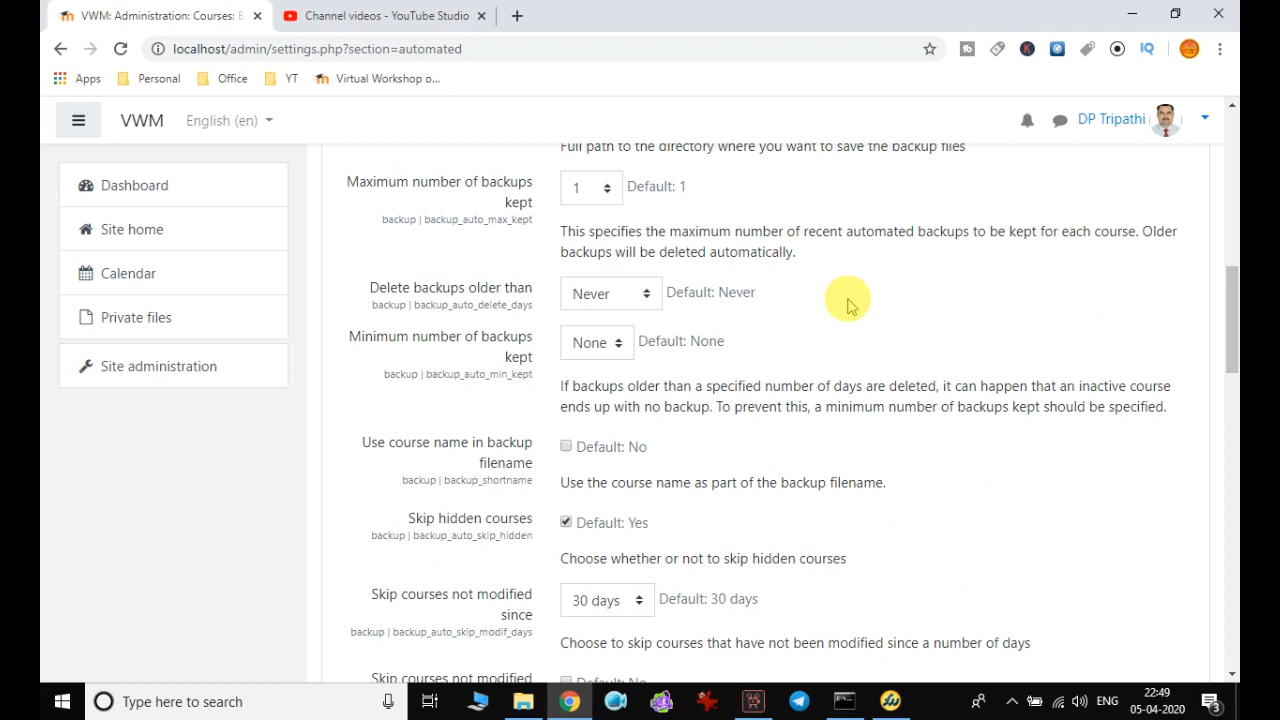 VWM: Administration: Courses: B
Channel videos - YouTube Studio
localhost/admin/settings.php?section=automated
IQ
Apps
Personal
Office
YT
Virtual Workshop o...
VWM
English (en)
DP Tripathi
Full path to the directory where you want to save the backup files
Dashboard
Site home
Calendar
Private files
Site administration
Maximum number of backups
kept
backup | backup_auto_max_kept
1
Default: 1
This specifies the maximum number of recent automated backups to be kept for each course. Older
backups will be deleted automatically.
Delete backups older than
backup | backup_auto_delete_days
Never
Default: Never
Minimum number of backups
kept
backup | backup_auto_min_kept
None
Default: None
If backups older than a specified number of days are deleted, it can happen that an inactive course
ends up with no backup. To prevent this, a minimum number of backups kept should be specified.
Use course name in backup
filename
backup | backup_shortname
Default: No
Use the course name as part of the backup filename.
Skip hidden courses
backup | backup_auto_skip_hidden
Default: Yes
Choose whether or not to skip hidden courses
Skip courses not modified
since
backup | backup_auto_skip_modif_days
30 days
Default: 30 days
Choose to skip courses that have not been modified since a number of days
Skip courses not modified
Default: No
Type here to search
ENG
22:49
05-04-2020
3